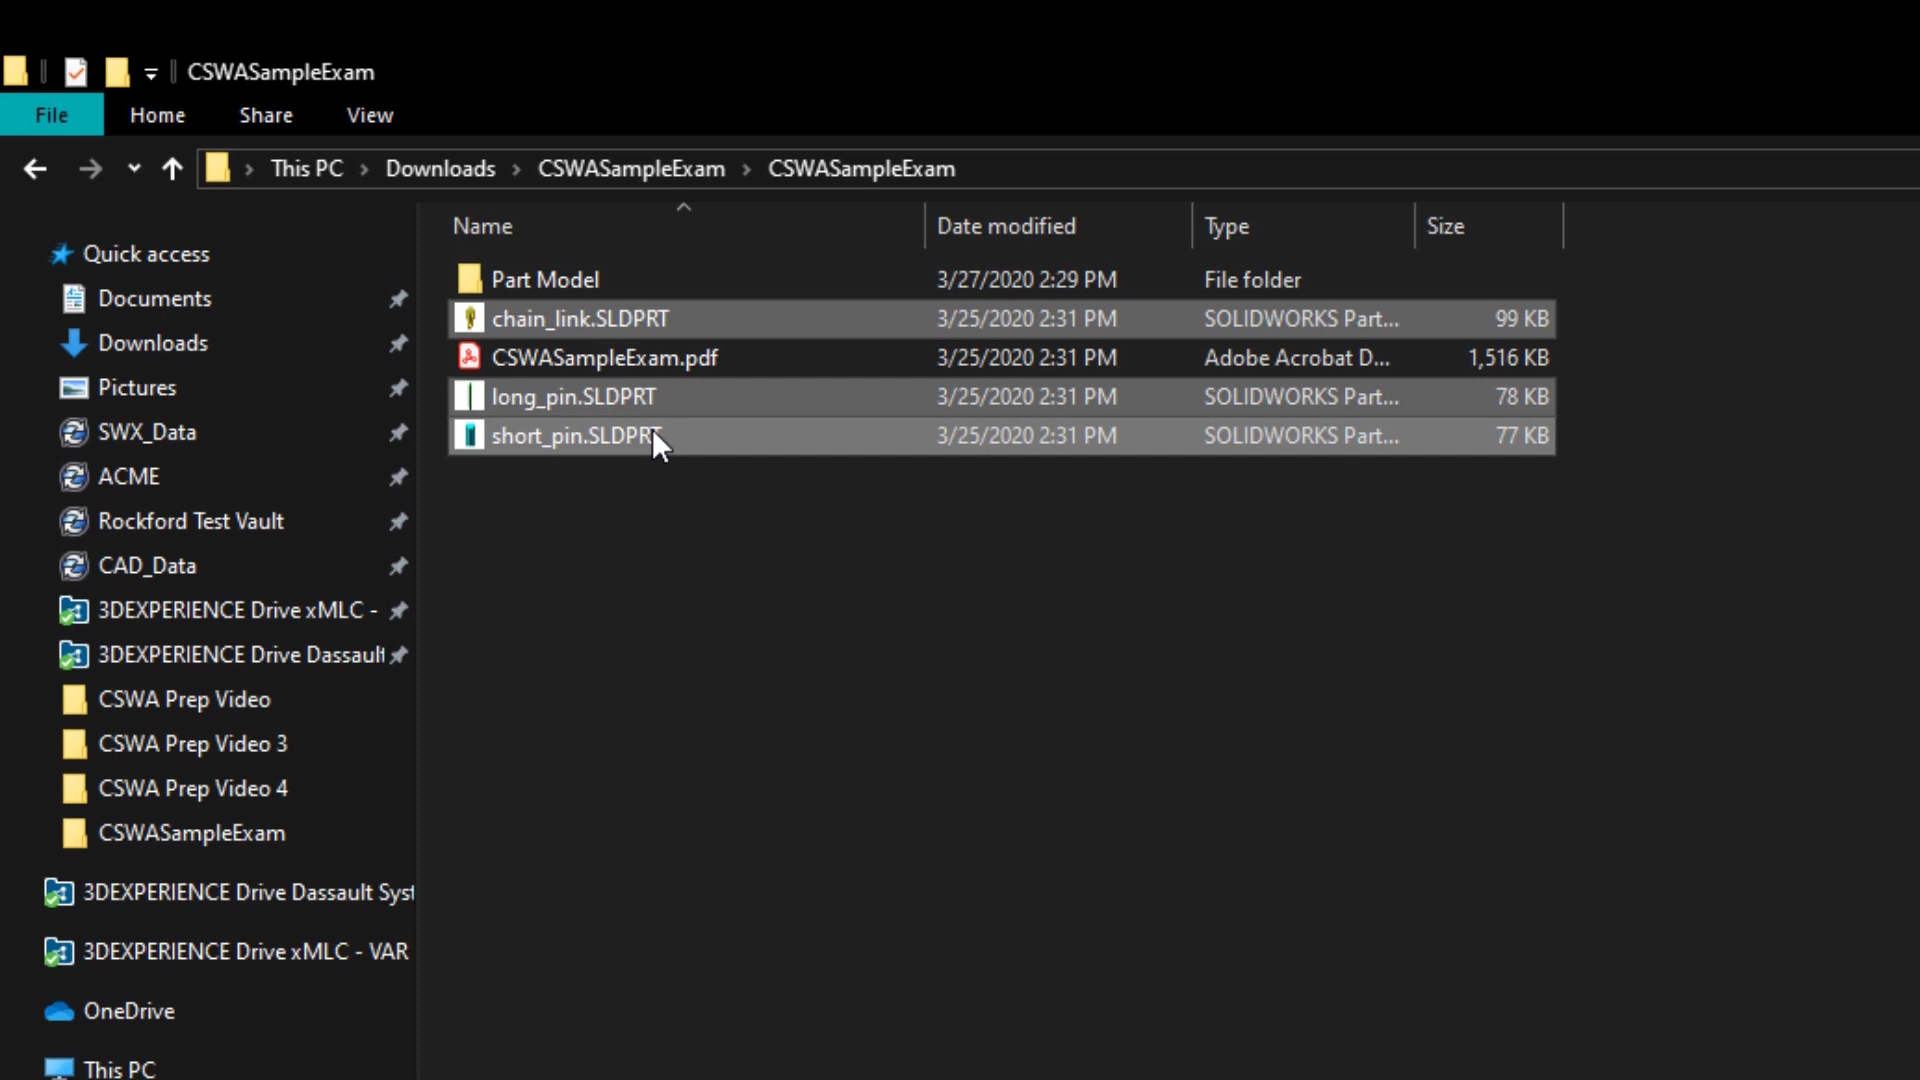 CSWASampleExam
File Home Share View
This PC Downloads CSWASampleExam CSWASampleExam
Name Date modified Type Size
Quick access
Documents
Downloads
Pictures
SWX_Data
ACME
Rockford Test Vault
CAD_Data
3DEXPERIENCE Drive xMLC -
3DEXPERIENCE Drive Dassault
CSWA Prep Video
CSWA Prep Video 3
CSWA Prep Video 4
CSWASampleExam
3DEXPERIENCE Drive Dassault Syst
3DEXPERIENCE Drive xMLC - VAR
OneDrive
This PC
Part Model 3/27/2020 2:29 PM File folder
chain_link.SLDPRT 3/25/2020 2:31 PM SOLIDWORKS Part... 99 KB
CSWASampleExam.pdf 3/25/2020 2:31 PM Adobe Acrobat D... 1,516 KB
long_pin.SLDPRT 3/25/2020 2:31 PM SOLIDWORKS Part... 78 KB
short_pin.SLDPRT 3/25/2020 2:31 PM SOLIDWORKS Part... 77 KB